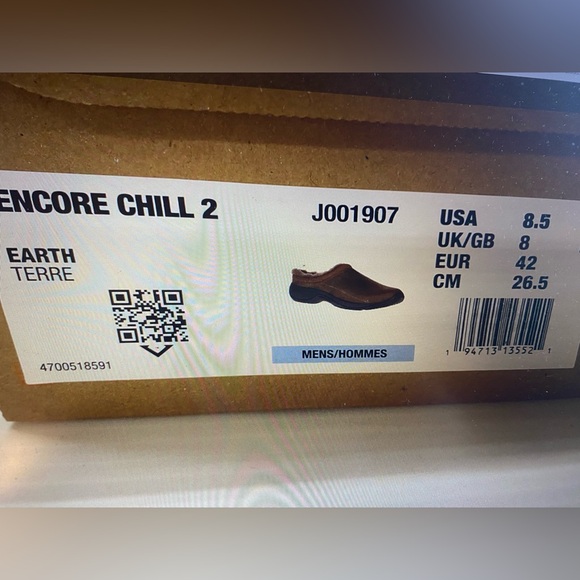 ENCORE CHILL 2
J001907
EARTH
TERRE
4700518591
MENS/HOMMES
USA 8.5
UK/GB 8
EUR 42
CM 26.5
1 94713 13552 1